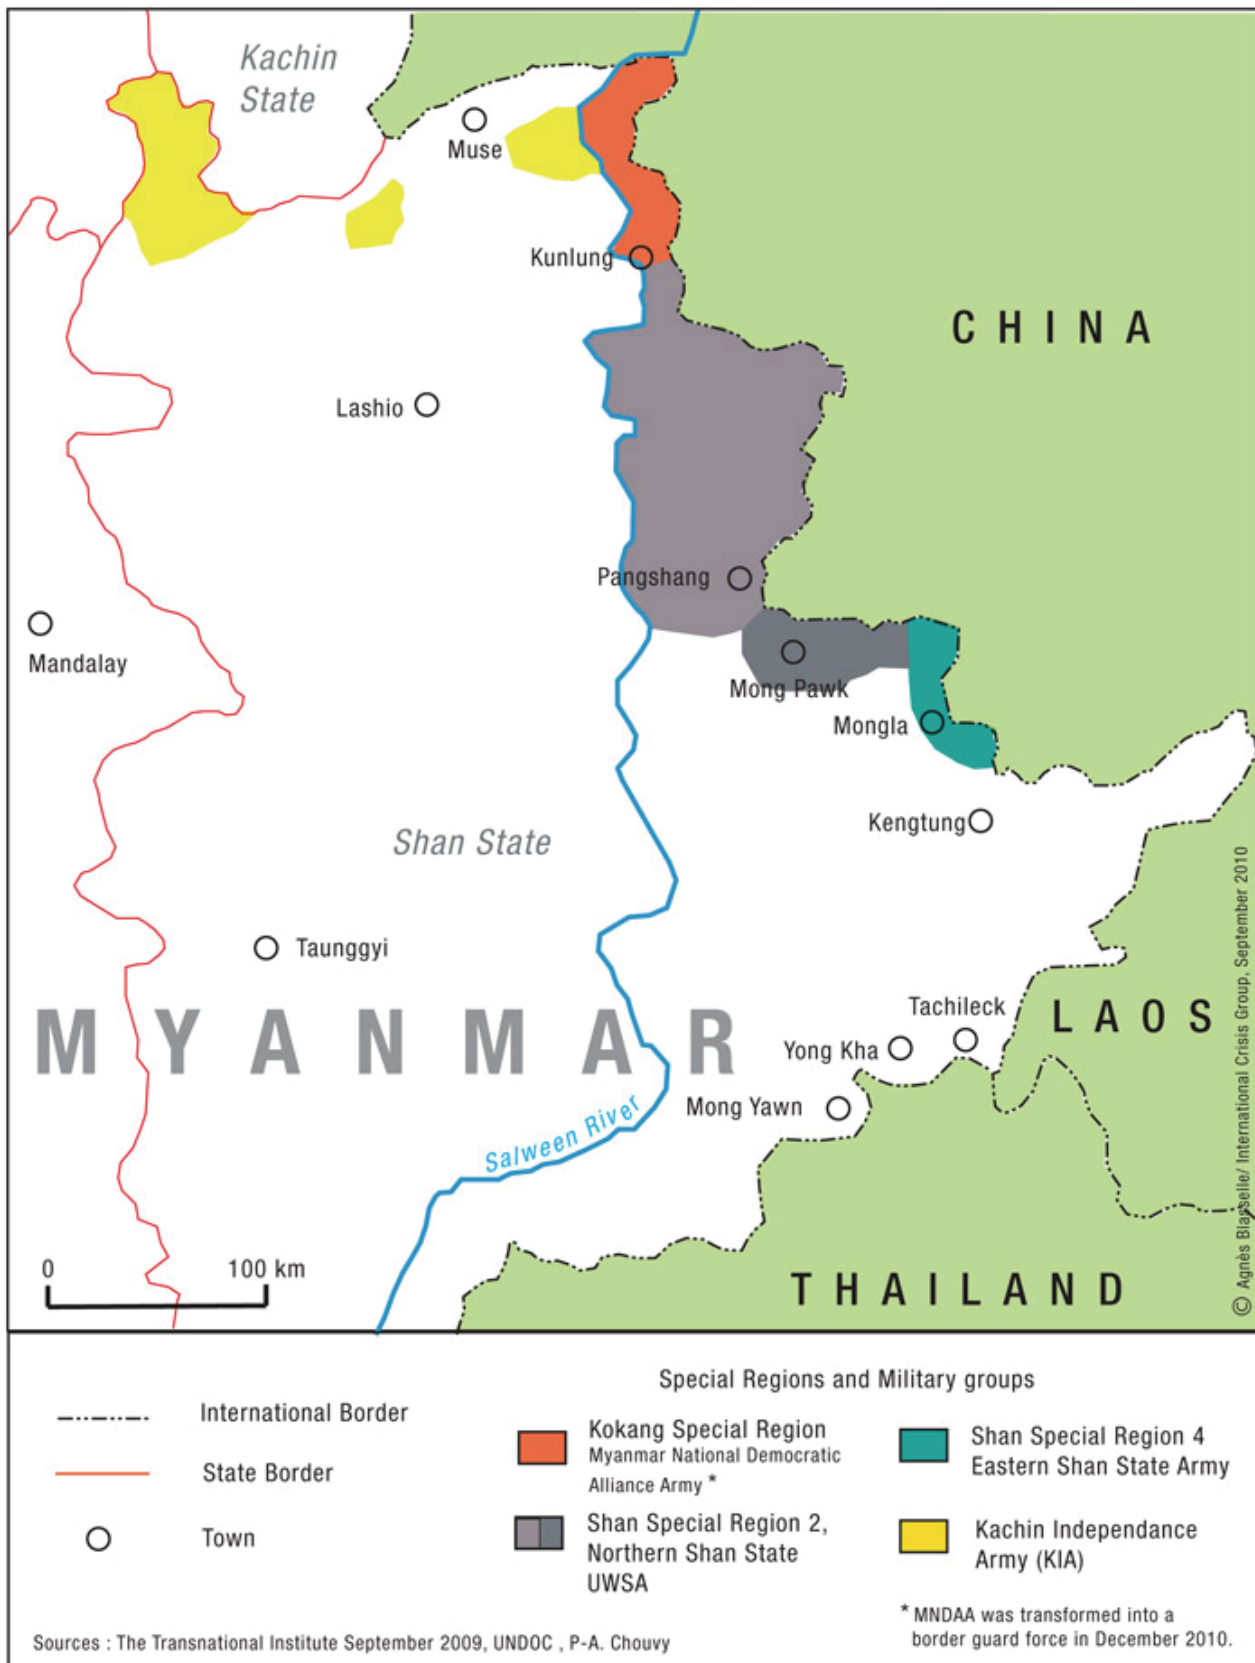 Kachin
State
Muse
Kunlung
CHINA
Lashio
Pangshang
Mandalay
Mong Pawk
Mongla
Kengtung
Shan State
Taunggyi
MYANMAR
Tachileck
LAOS
Yong Kha
Mong Yawn
Salween River
THAILAND
0 100 km
© Agnès Blasselle/ International Crisis Group, September 2010
Special Regions and Military groups
International Border
State Border
Town
Kokang Special Region
Myanmar National Democratic
Alliance Army *
Shan Special Region 2,
Northern Shan State
UWSA
Shan Special Region 4
Eastern Shan State Army
Kachin Independance
Army (KIA)
* MNDAA was transformed into a
border guard force in December 2010.
Sources : The Transnational Institute September 2009, UNDOC , P-A. Chouvy